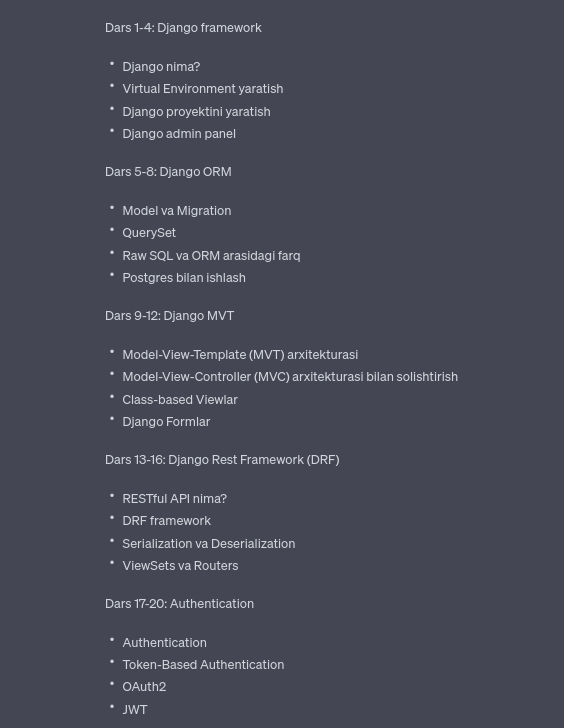 Dars 1-4: Django framework
• Django nima?
• Virtual Environment yaratish
• Django proyektini yaratish
• Django admin panel
Dars 5-8: Django ORM
• Model va Migration
• QuerySet
• Raw SQL va ORM arasidagi farq
• Postgres bilan ishlash
Dars 9-12: Django MVT
• Model-View-Template (MVT) arxitekturasi
• Model-View-Controller (MVC) arxitekturasi bilan solishtirish
• Class-based Viewlar
• Django Formlar
Dars 13-16: Django Rest Framework (DRF)
• RESTful API nima?
• DRF framework
• Serialization va Deserialization
• ViewSets va Routers
Dars 17-20: Authentication
• Authentication
• Token-Based Authentication
• OAuth2
• JWT